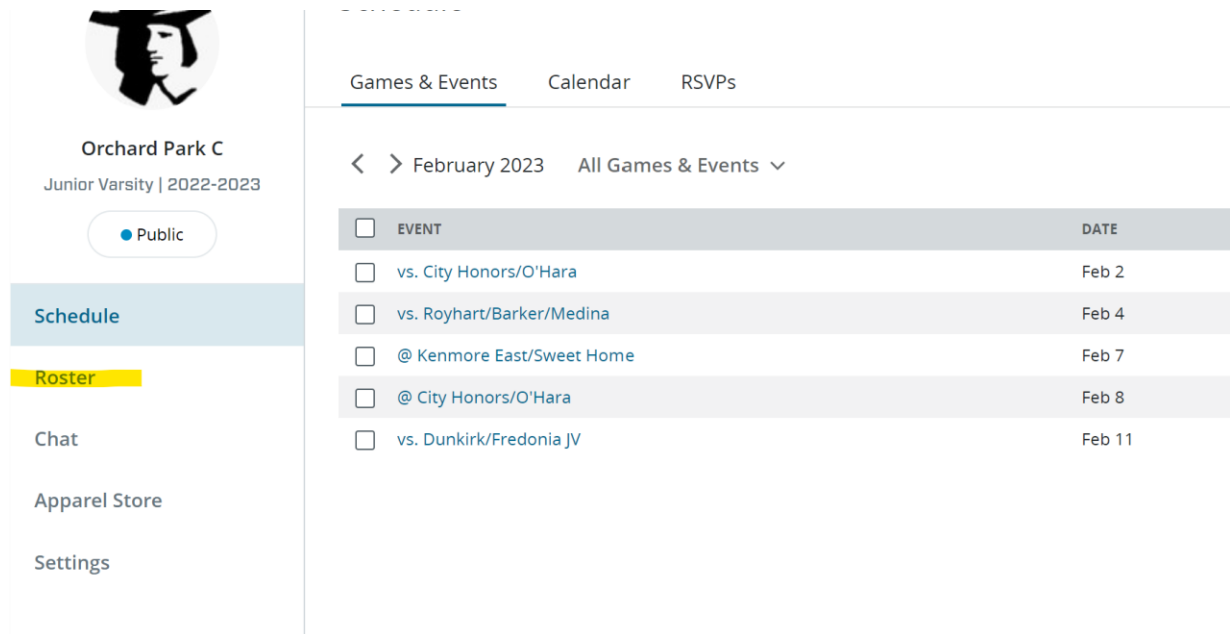 Games & Events Calendar RSVPs
Orchard Park C
Junior Varsity | 2022-2023
Public
Schedule
Roster
Chat
Apparel Store
Settings
February 2023 All Games & Events
EVENT DATE
vs. City Honors/O'Hara Feb 2
vs. Royhart/Barker/Medina Feb 4
@ Kenmore East/Sweet Home Feb 7
@ City Honors/O'Hara Feb 8
vs. Dunkirk/Fredonia JV Feb 11